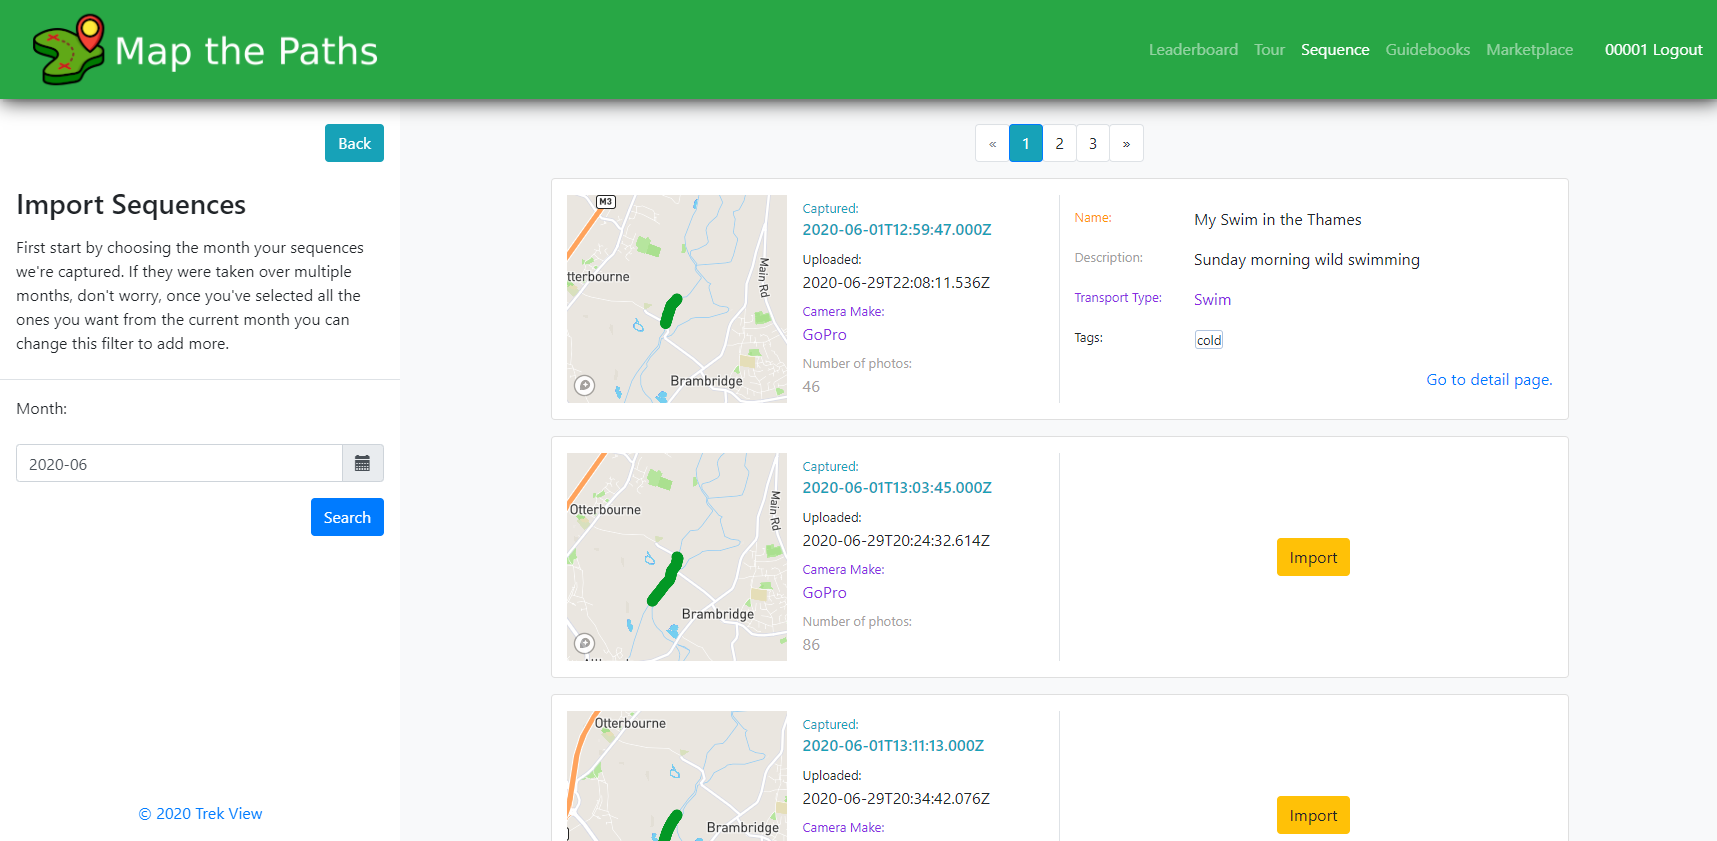 Map the Paths
Leaderboard Tour Sequence Guidebooks Marketplace 00001 Logout
Back
Import Sequences
First start by choosing the month your sequences
we're captured. If they were taken over multiple
months, don't worry, once you've selected all the
ones you want from the current month you can
change this filter to add more.
Month:
2020-06
Search
© 2020 Trek View
« 1 2 3 »
M3
tterbourne
Main Rd
Brambridge
Captured:
2020-06-01T12:59:47.000Z
Uploaded:
2020-06-29T22:08:11.536Z
Camera Make:
GoPro
Number of photos:
46
Name: My Swim in the Thames
Description: Sunday morning wild swimming
Transport Type: Swim
Tags: cold
Go to detail page.
Otterbourne
Main Rd
Brambridge
Captured:
2020-06-01T13:03:45.000Z
Uploaded:
2020-06-29T20:24:32.614Z
Camera Make:
GoPro
Number of photos:
86
Import
Otterbourne
Brambridge
Captured:
2020-06-01T13:11:13.000Z
Uploaded:
2020-06-29T20:34:42.076Z
Camera Make:
Import